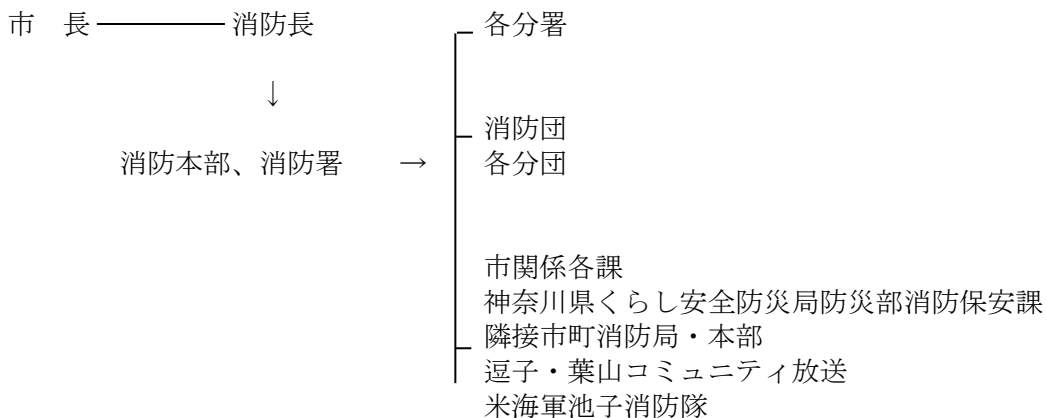 市　長 消防長
各分署
↓
消防団
消防本部、消防署 → 各分団
市関係各課
神奈川県くらし安全防災局防災部消防保安課
隣接市町消防局・本部
逗子・葉山コミュニティ放送
米海軍池子消防隊